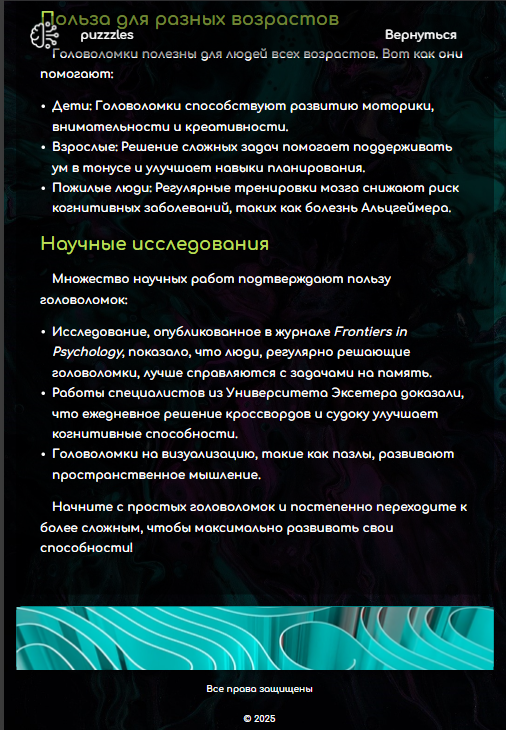 Польза для разных возрастов
puzzzles
Вернуться
Головоломки полезны для людей всех возрастов. Вот как они
помогают:
• Дети: Головоломки способствуют развитию моторики,
внимательности и креативности.
• Взрослые: Решение сложных задач помогает поддерживать
ум в тонусе и улучшает навыки планирования.
• Пожилые люди: Регулярные тренировки мозга снижают риск
когнитивных заболеваний, таких как болезнь Альцгеймера.
Научные исследования
Множество научных работ подтверждают пользу
головоломок:
• Исследование, опубликованное в журнале Frontiers in
Psychology, показало, что люди, регулярно решающие
головоломки, лучше справляются с задачами на память.
• Работы специалистов из Университета Эксетера доказали,
что ежедневное решение кроссвордов и судоку улучшает
когнитивные способности.
• Головоломки на визуализацию, такие как пазлы, развивают
пространственное мышление.
Начните с простых головоломок и постепенно переходите к
более сложным, чтобы максимально развивать свои
способности!
Все права защищены
© 2025